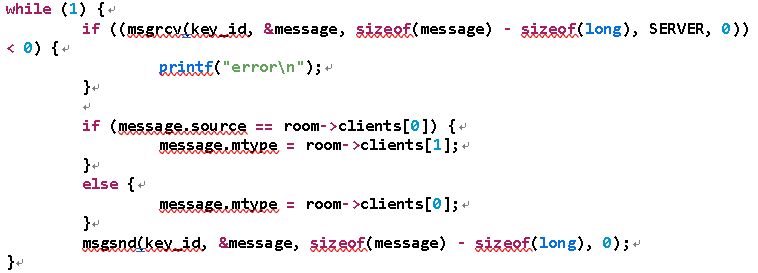 while (1) {
        if ((msgrcv(key_id, &message, sizeof(message) - sizeof(long), SERVER, 0))
< 0) {
                printf("error\n");
        }

        if (message.source == room->clients[0]) {
                message.mtype = room->clients[1];
        }
        else {
                message.mtype = room->clients[0];
        }
        msgsnd(key_id, &message, sizeof(message) - sizeof(long), 0);
}